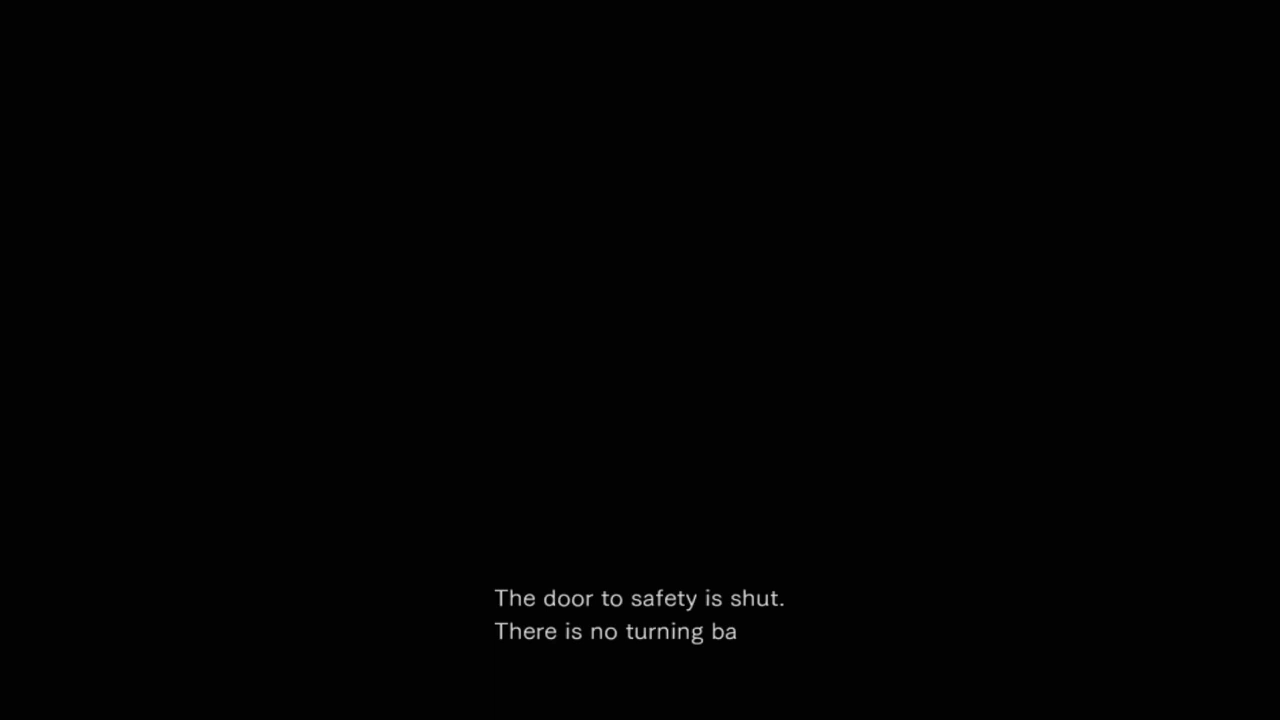 The door to safety is shut.
There is no turning ba